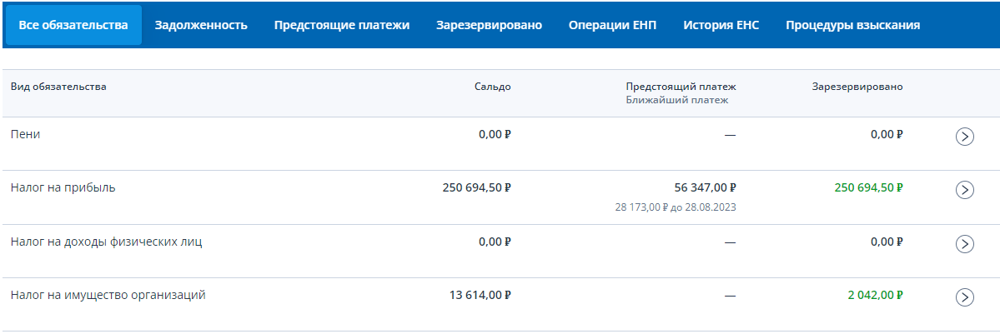 Все обязательства Задолженность Предстоящие платежи Зарезервировано Операции ЕНП История ЕНС Процедуры взыскания
Вид обязательства Сальдо Предстоящий платеж Зарезервировано
Ближайший платеж
Пени 0,00 ₽ — 0,00 ₽
Налог на прибыль 250 694,50 ₽ 56 347,00 ₽ 250 694,50 ₽
28 173,00 ₽ до 28.08.2023
Налог на доходы физических лиц 0,00 ₽ — 0,00 ₽
Налог на имущество организаций 13 614,00 ₽ — 2 042,00 ₽